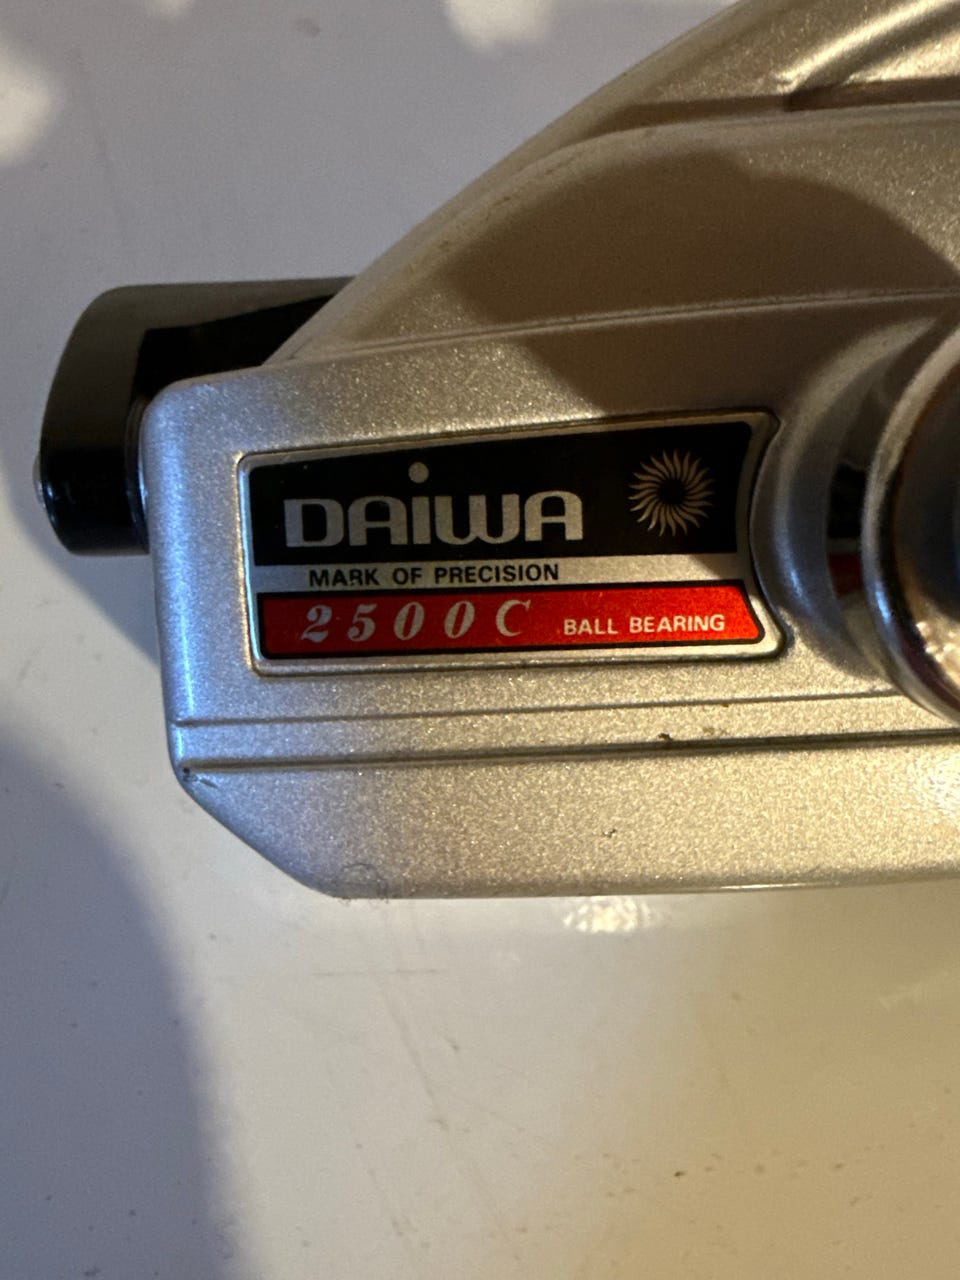 DAiWA
MARK OF PRECISION
2500C BALL BEARING